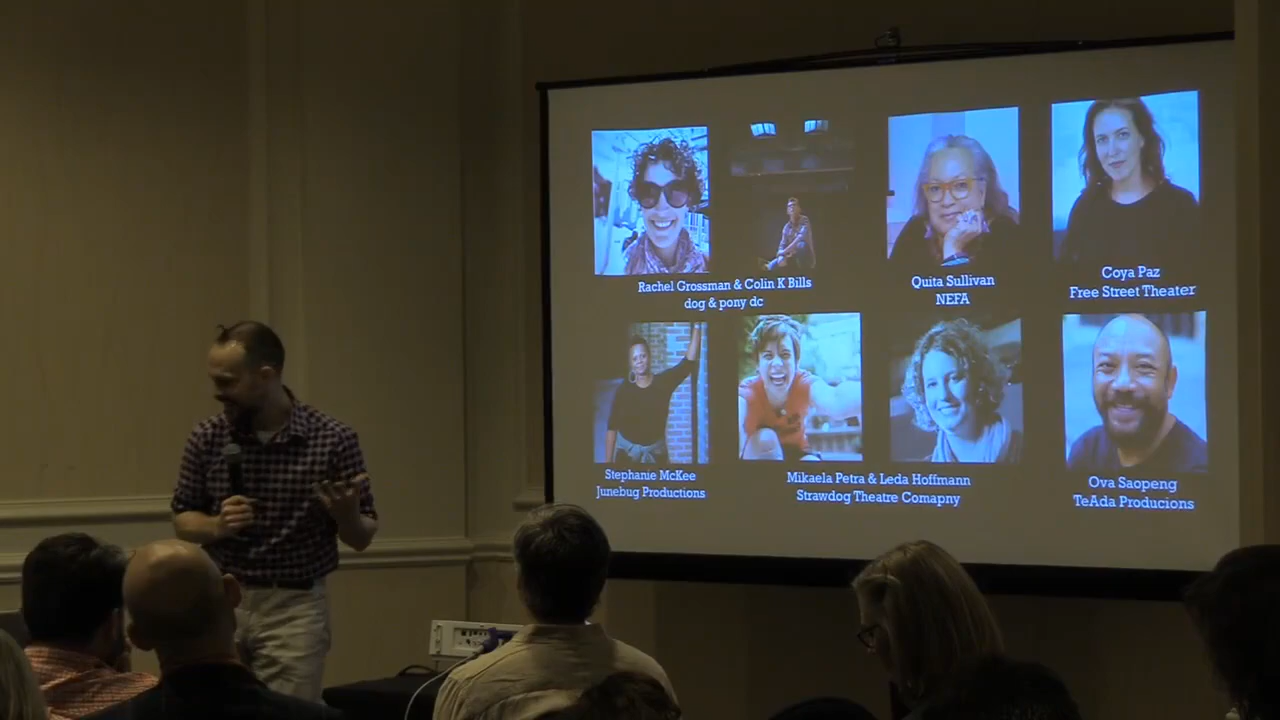 Rachel Grossman & Colin K Bills
dog & pony dc
Quita Sullivan
NEFA
Coya Paz
Free Street Theater
Stephanie McKee
Junebug Productions
Mikaela Petra & Leda Hoffmann
Strawdog Theatre Comapny
Ova Saopeng
TeAda Producions